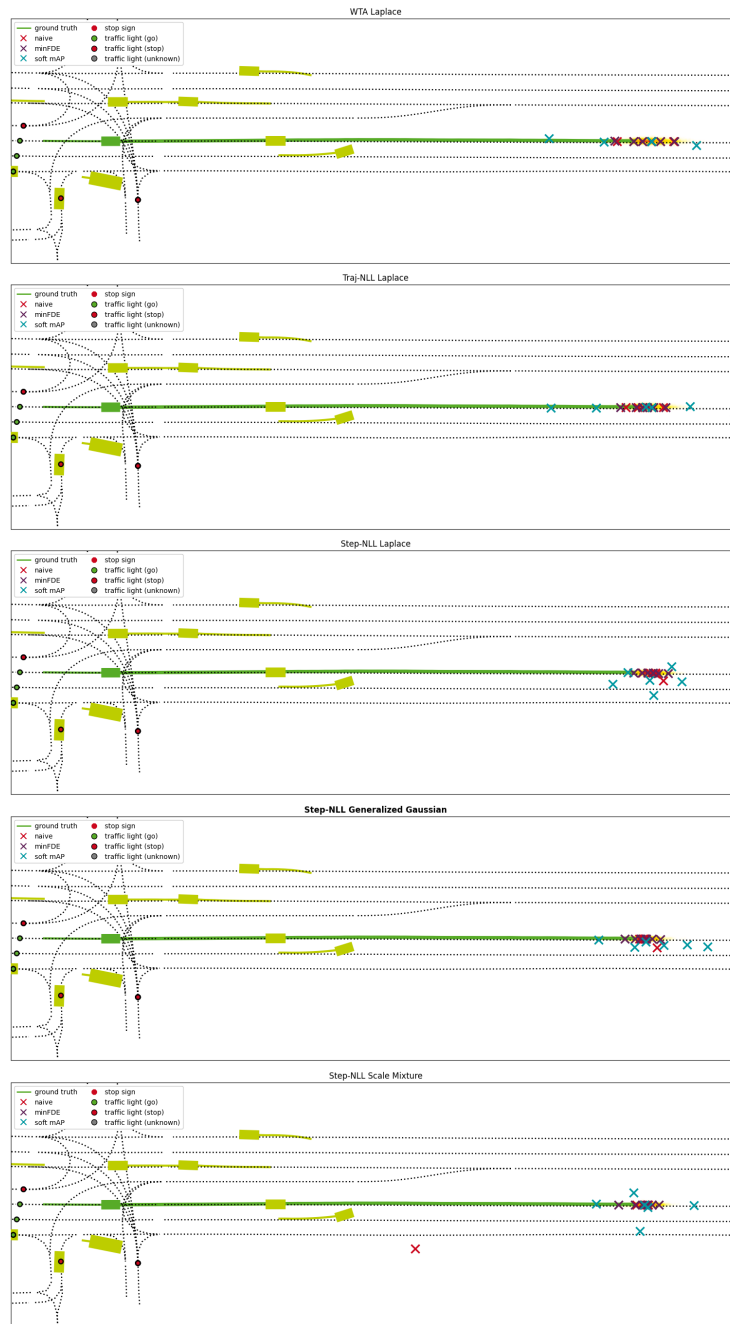 WTA Laplace
ground truth
naive
minFDE
soft mAP
stop sign
traffic light (go)
traffic light (stop)
traffic light (unknown)
Traj-NLL Laplace
ground truth
naive
minFDE
soft mAP
stop sign
traffic light (go)
traffic light (stop)
traffic light (unknown)
Step-NLL Laplace
ground truth
naive
minFDE
soft mAP
stop sign
traffic light (go)
traffic light (stop)
traffic light (unknown)
Step-NLL Generalized Gaussian
ground truth
naive
minFDE
soft mAP
stop sign
traffic light (go)
traffic light (stop)
traffic light (unknown)
Step-NLL Scale Mixture
ground truth
naive
minFDE
soft mAP
stop sign
traffic light (go)
traffic light (stop)
traffic light (unknown)